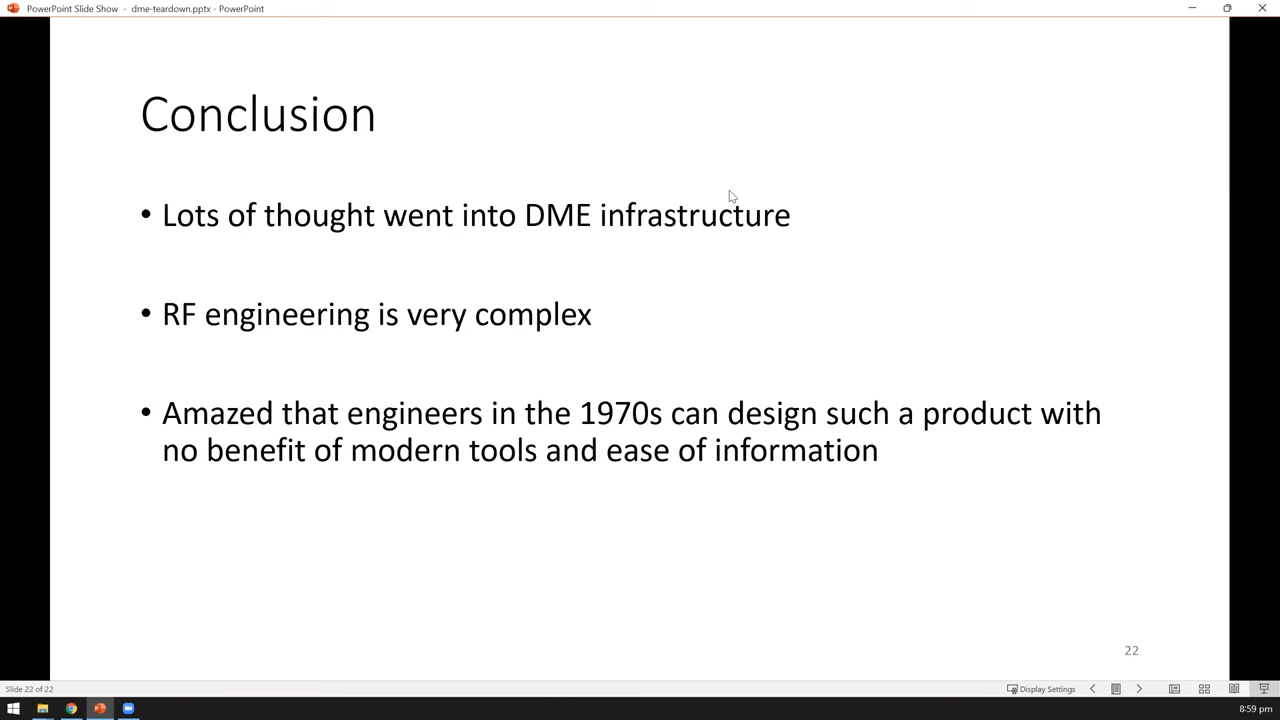 PowerPoint Slide Show - dme-teardown.pptx - PowerPoint
Conclusion
• Lots of thought went into DME infrastructure
• RF engineering is very complex
• Amazed that engineers in the 1970s can design such a product with
no benefit of modern tools and ease of information
22
Slide 22 of 22
Display Settings
8:59 pm